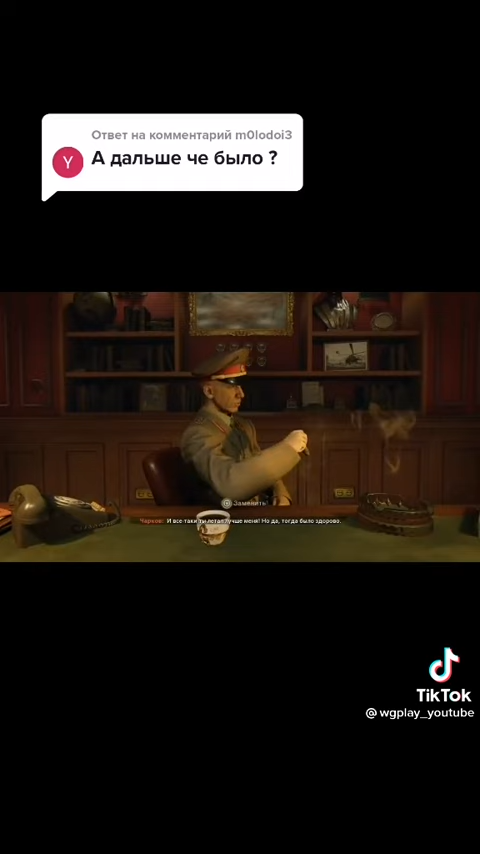 Ответ на комментарий m0lodoi3
Y
А дальше че было ?
Заменить!
Чарков: И все-таки ты летал лучше меня! Но да, тогда было здорово.
TikTok
@wgplay_youtube